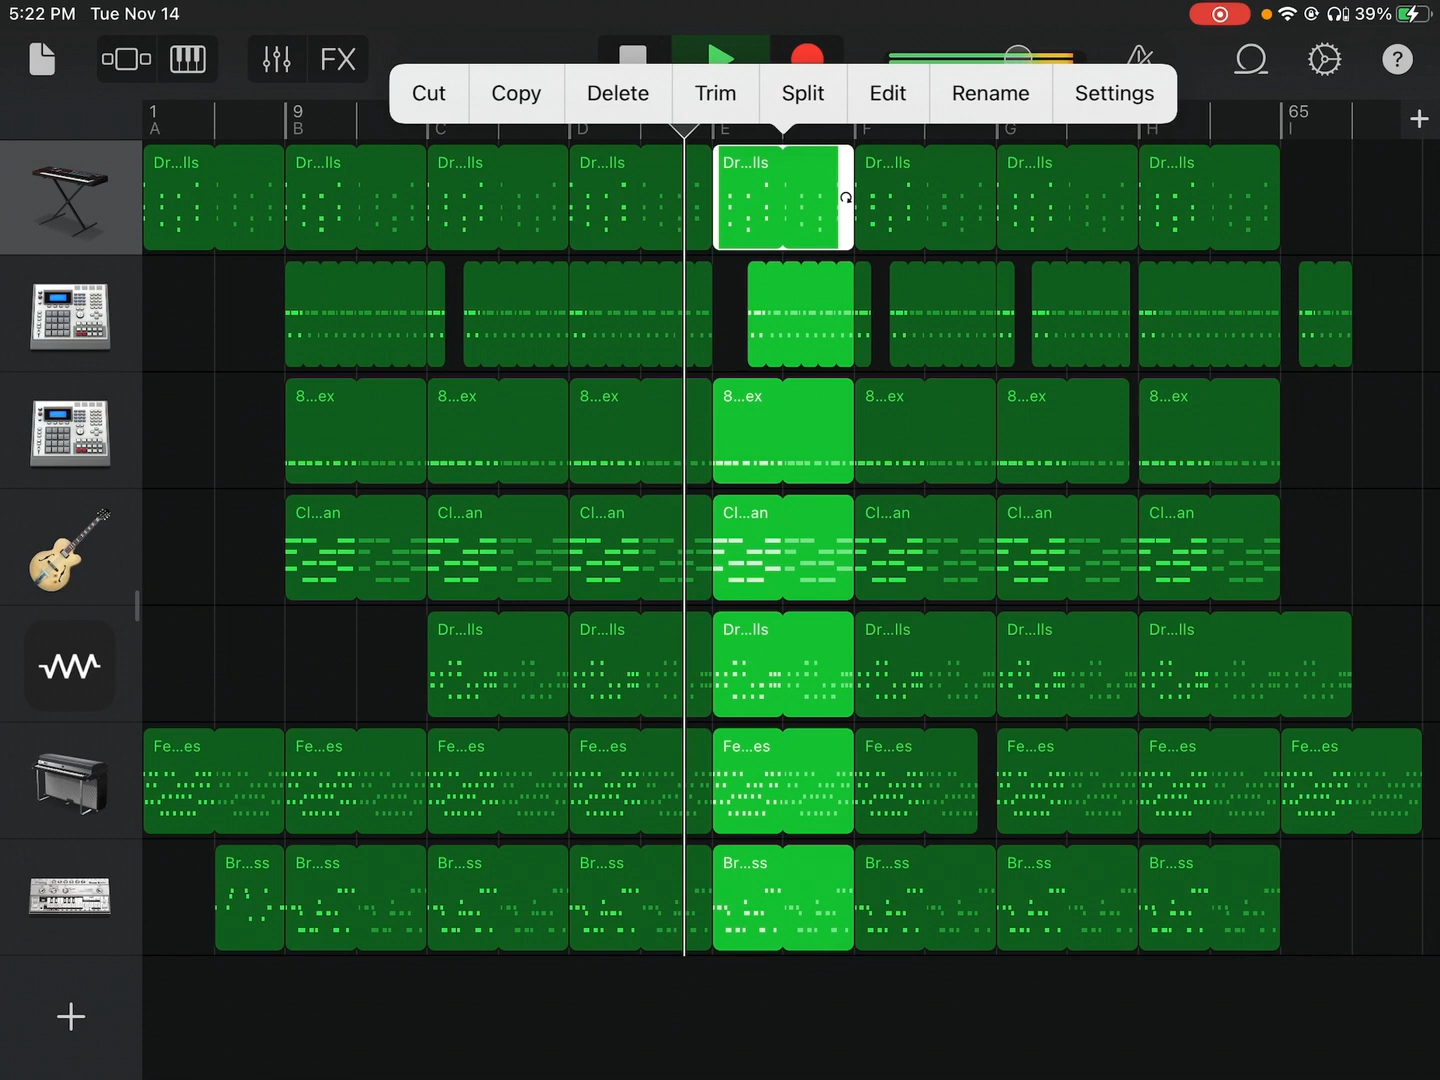 5:22 PM Tue Nov 14 39%
FX ?
Cut Copy Delete Trim Split Edit Rename Settings
1 9 65 +
A B C D E F G H I
Dr...lls Dr...lls Dr...lls Dr...lls Dr...lls Dr...lls Dr...lls Dr...lls
8...ex 8...ex 8...ex 8...ex 8...ex 8...ex 8...ex
Cl...an Cl...an Cl...an Cl...an Cl...an Cl...an Cl...an
Dr...lls Dr...lls Dr...lls Dr...lls Dr...lls Dr...lls
Fe...es Fe...es Fe...es Fe...es Fe...es Fe...es Fe...es Fe...es Fe...es
Br...ss Br...ss Br...ss Br...ss Br...ss Br...ss Br...ss Br...ss
+